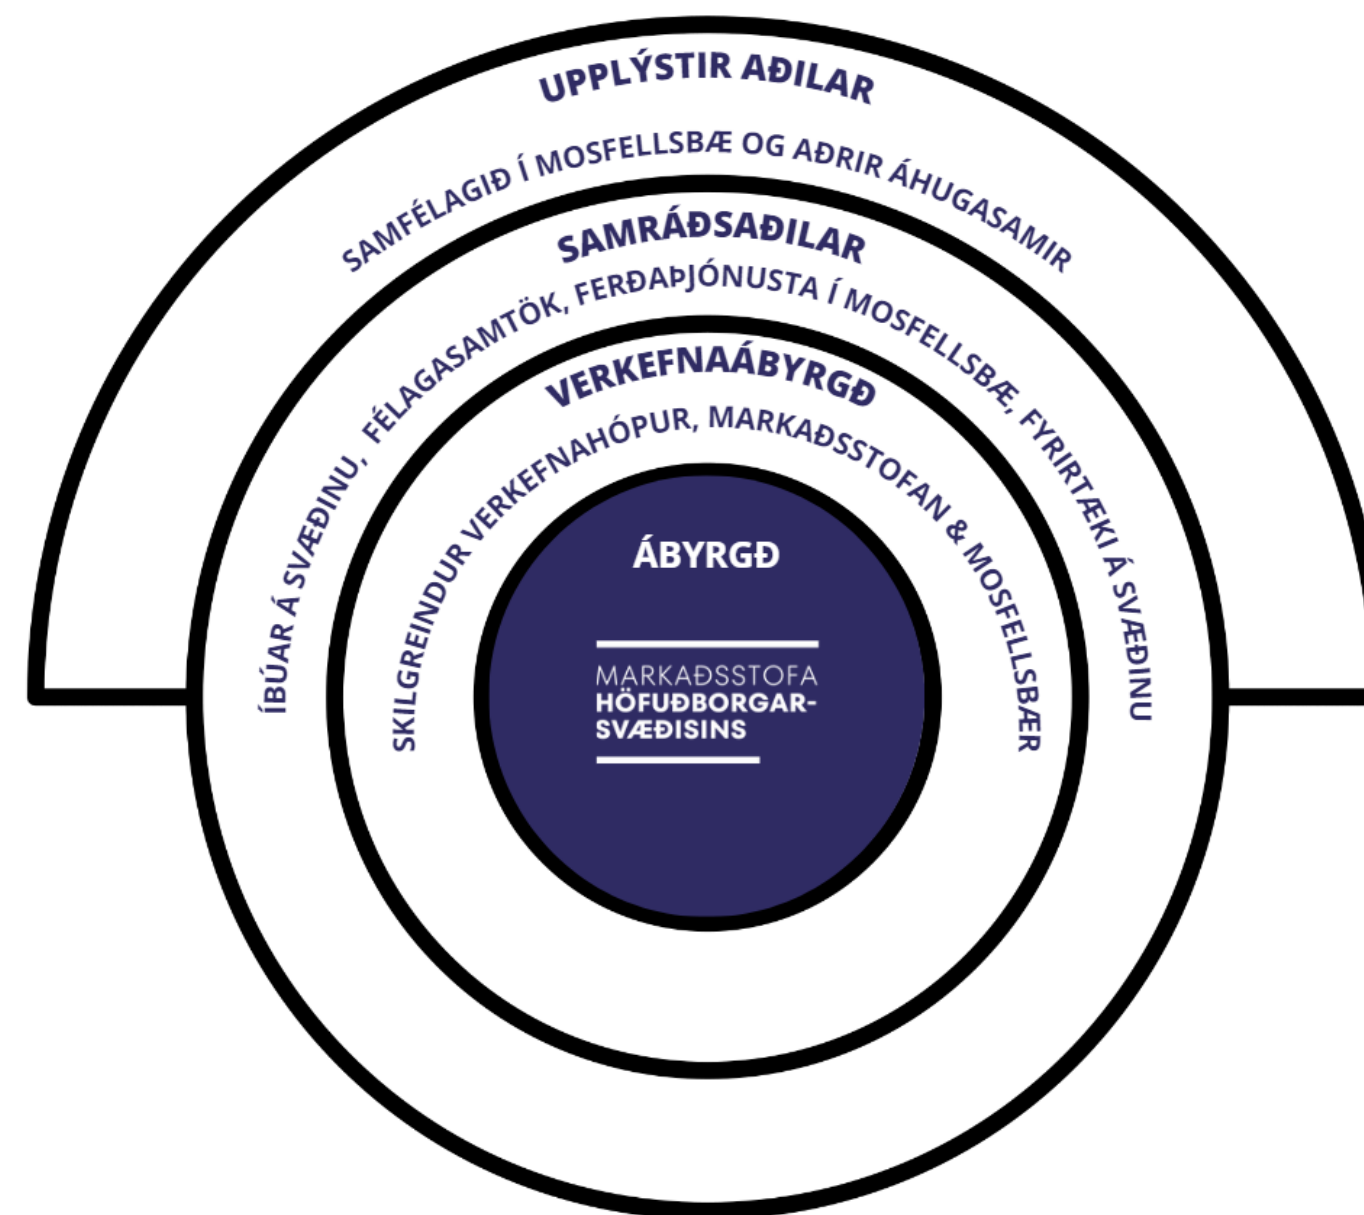 UPPLÝSTIR AÐILAR
SAMFÉLAGIÐ Í MOSFELLSBÆ OG AÐRIR ÁHUGASAMIR
SAMRÁÐSAÐILAR
ÍBÚAR Á SVÆÐINU, FÉLAGASAMTÖK, FERÐAÞJÓNUSTA Í MOSFELLSBÆ, FYRIRTÆKI Á SVÆÐINU
VERKEFNAÁBYRGÐ
SKILGREINDUR VERKEFNAHÓPUR, MARKAÐSSTOFAN & MOSFELLSBÆR
ÁBYRGÐ
MARKAÐSSTOFA
HÖFUÐBORGAR-
SVÆÐISINS